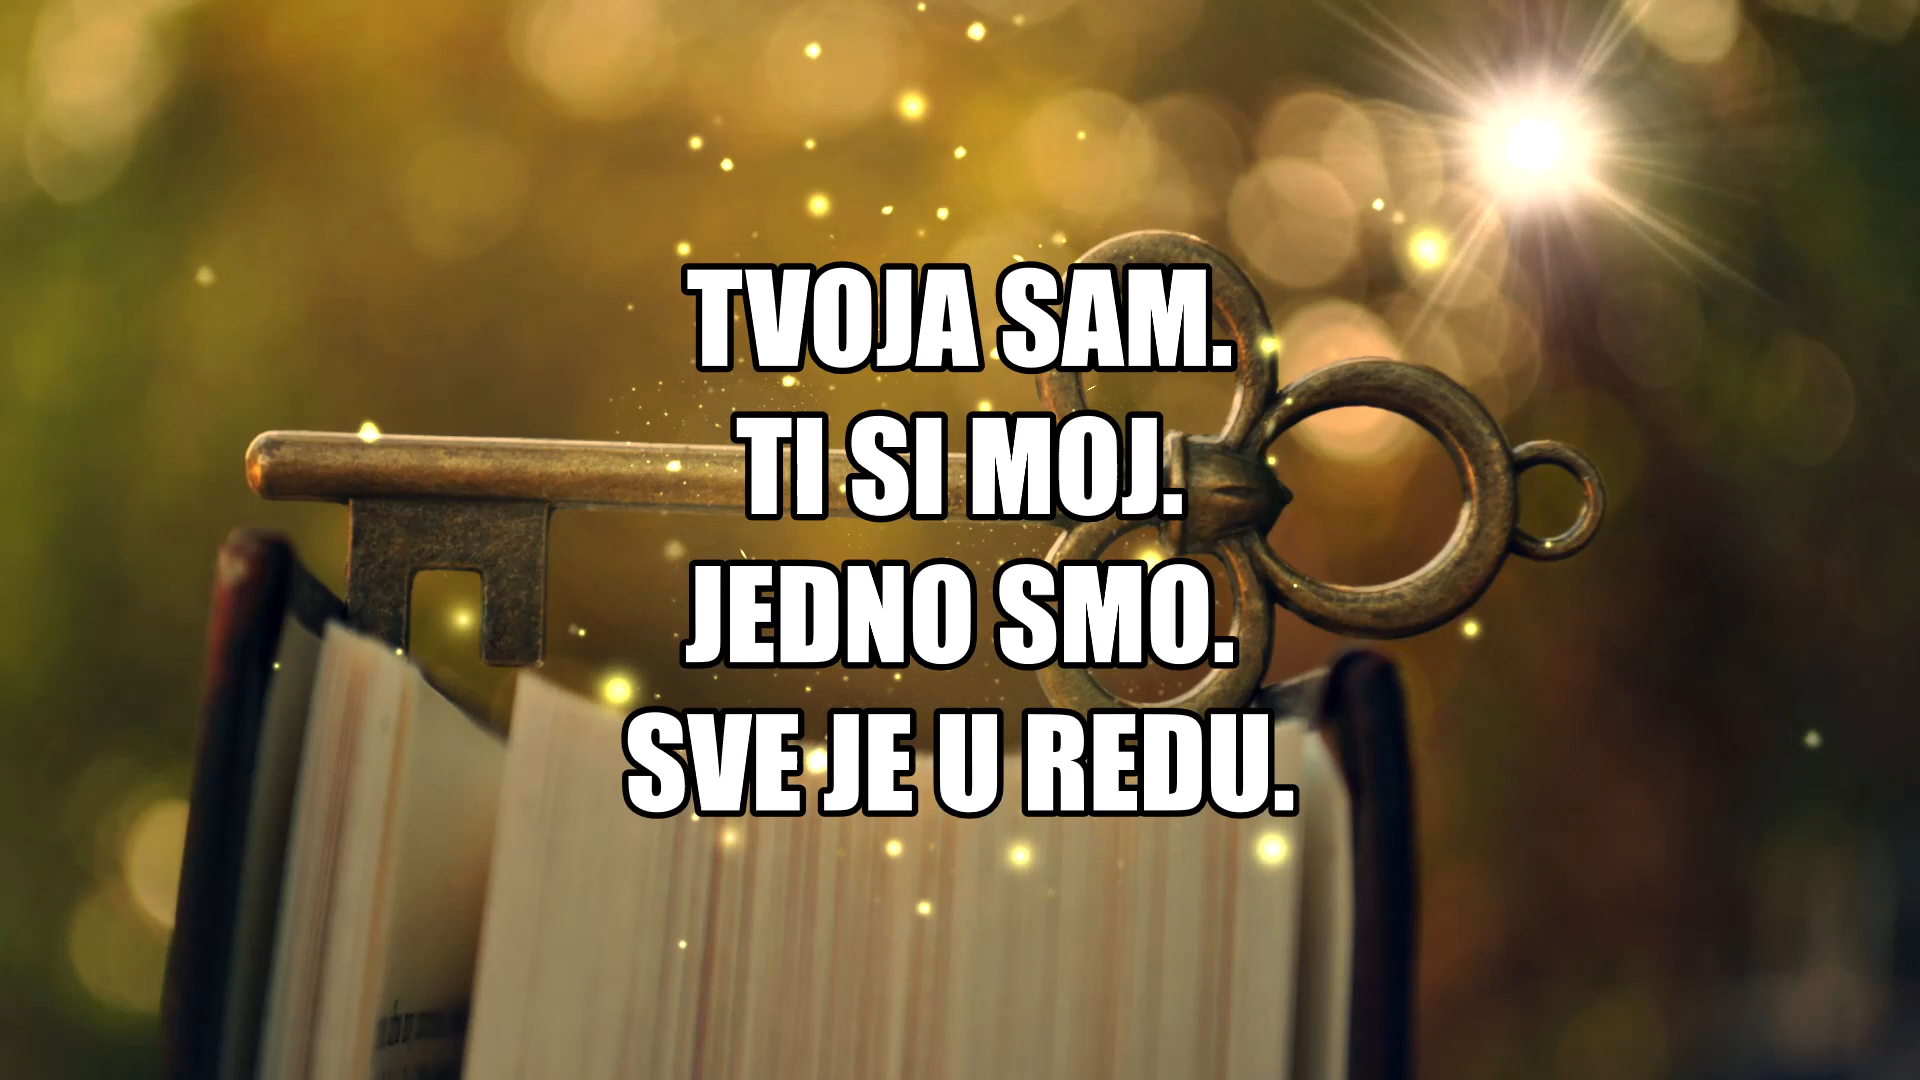 TVOJA SAM.
TI SI MOJ.
JEDNO SMO.
SVE JE U REDU.